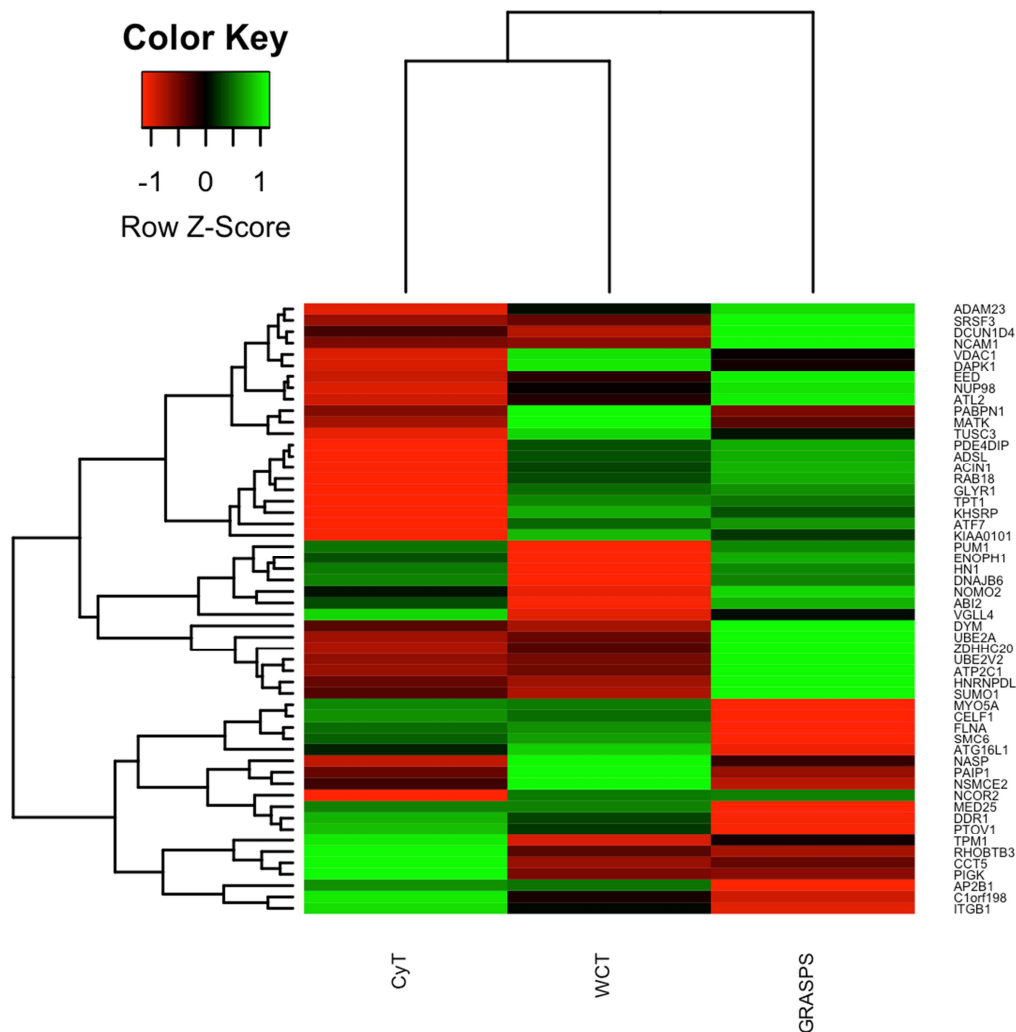 Color Key
-1 0 1
Row Z-Score
ADAM23
SRSF3
DCUN1D4
NCAM1
VDAC1
DAPK1
EED
NUP98
ATL2
PABPN1
MATK
TUSC3
PDE4DIP
ADSL
ACIN1
RAB18
GLYR1
TPT1
KHSRP
ATF7
KIAA0101
PUM1
ENOPH1
HN1
DNAJB6
NOMO2
ABI2
VGLL4
DYM
UBE2A
ZDHHC20
UBE2V2
ATP2C1
HNRNPDL
SUMO1
MYO5A
CELF1
FLNA
SMC6
ATG16L1
NASP
PAIP1
NSMCE2
NCOR2
MED25
DDR1
PTOV1
TPM1
RHOBTB3
CCT5
PIGK
AP2B1
C1orf198
ITGB1
CyT
WCT
GRASPS